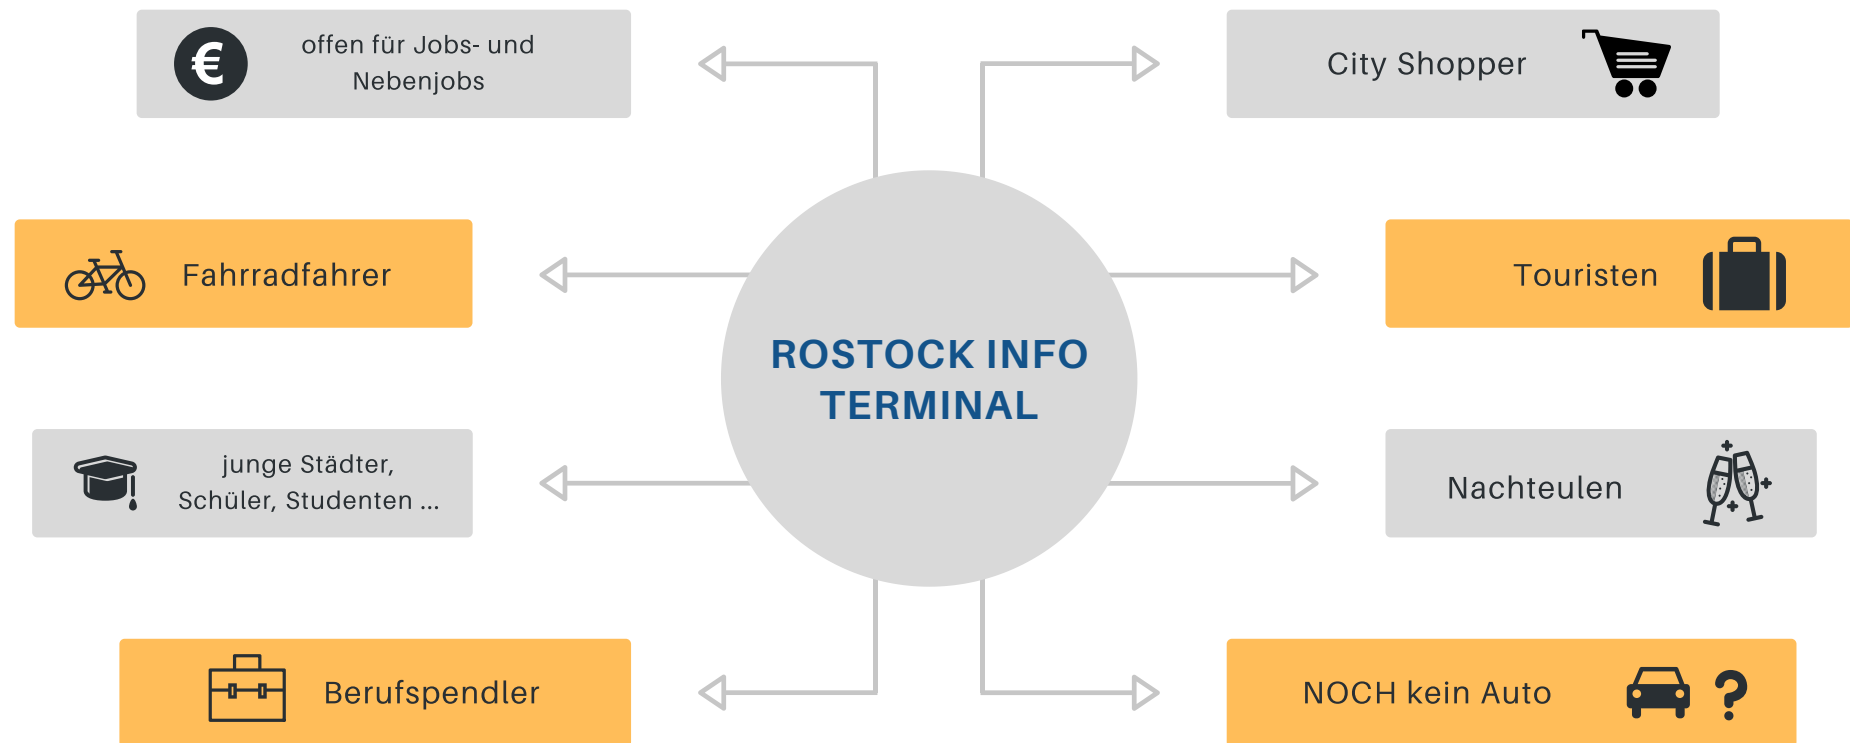 offen für Jobs- und
Nebenjobs
City Shopper
Fahrradfahrer
Touristen
ROSTOCK INFO
TERMINAL
junge Städter,
Schüler, Studenten ...
Nachteulen
Berufspendler
NOCH kein Auto
?